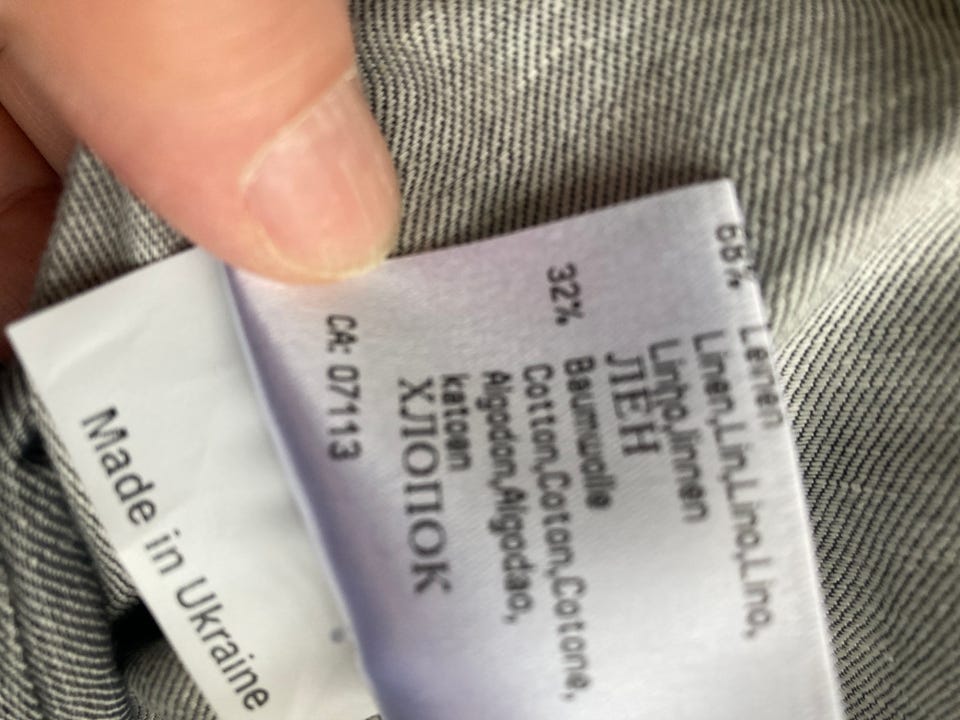 68% Leinen
Linen,Lin,Lino,Lino,
Linho,linnen
ЛЕН
32% Baumwolle
Cotton,Coton,Cotone,
Algodon,Algodao,
katoen
ХЛОПОК
CA: 07113
Made in Ukraine